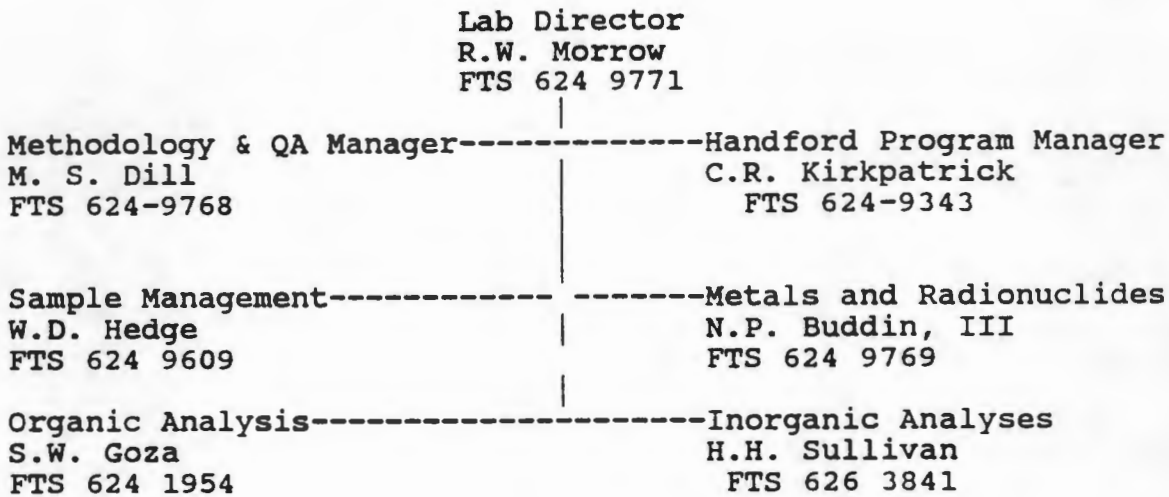 Lab Director
R.W. Morrow
FTS 624 9771
Methodology & QA Manager-------------Handford Program Manager
M. S. Dill C.R. Kirkpatrick
FTS 624-9768 FTS 624-9343
Sample Management------------ -------Metals and Radionuclides
W.D. Hedge N.P. Buddin, III
FTS 624 9609 FTS 624 9769
Organic Analysis---------------------Inorganic Analyses
S.W. Goza H.H. Sullivan
FTS 624 1954 FTS 626 3841